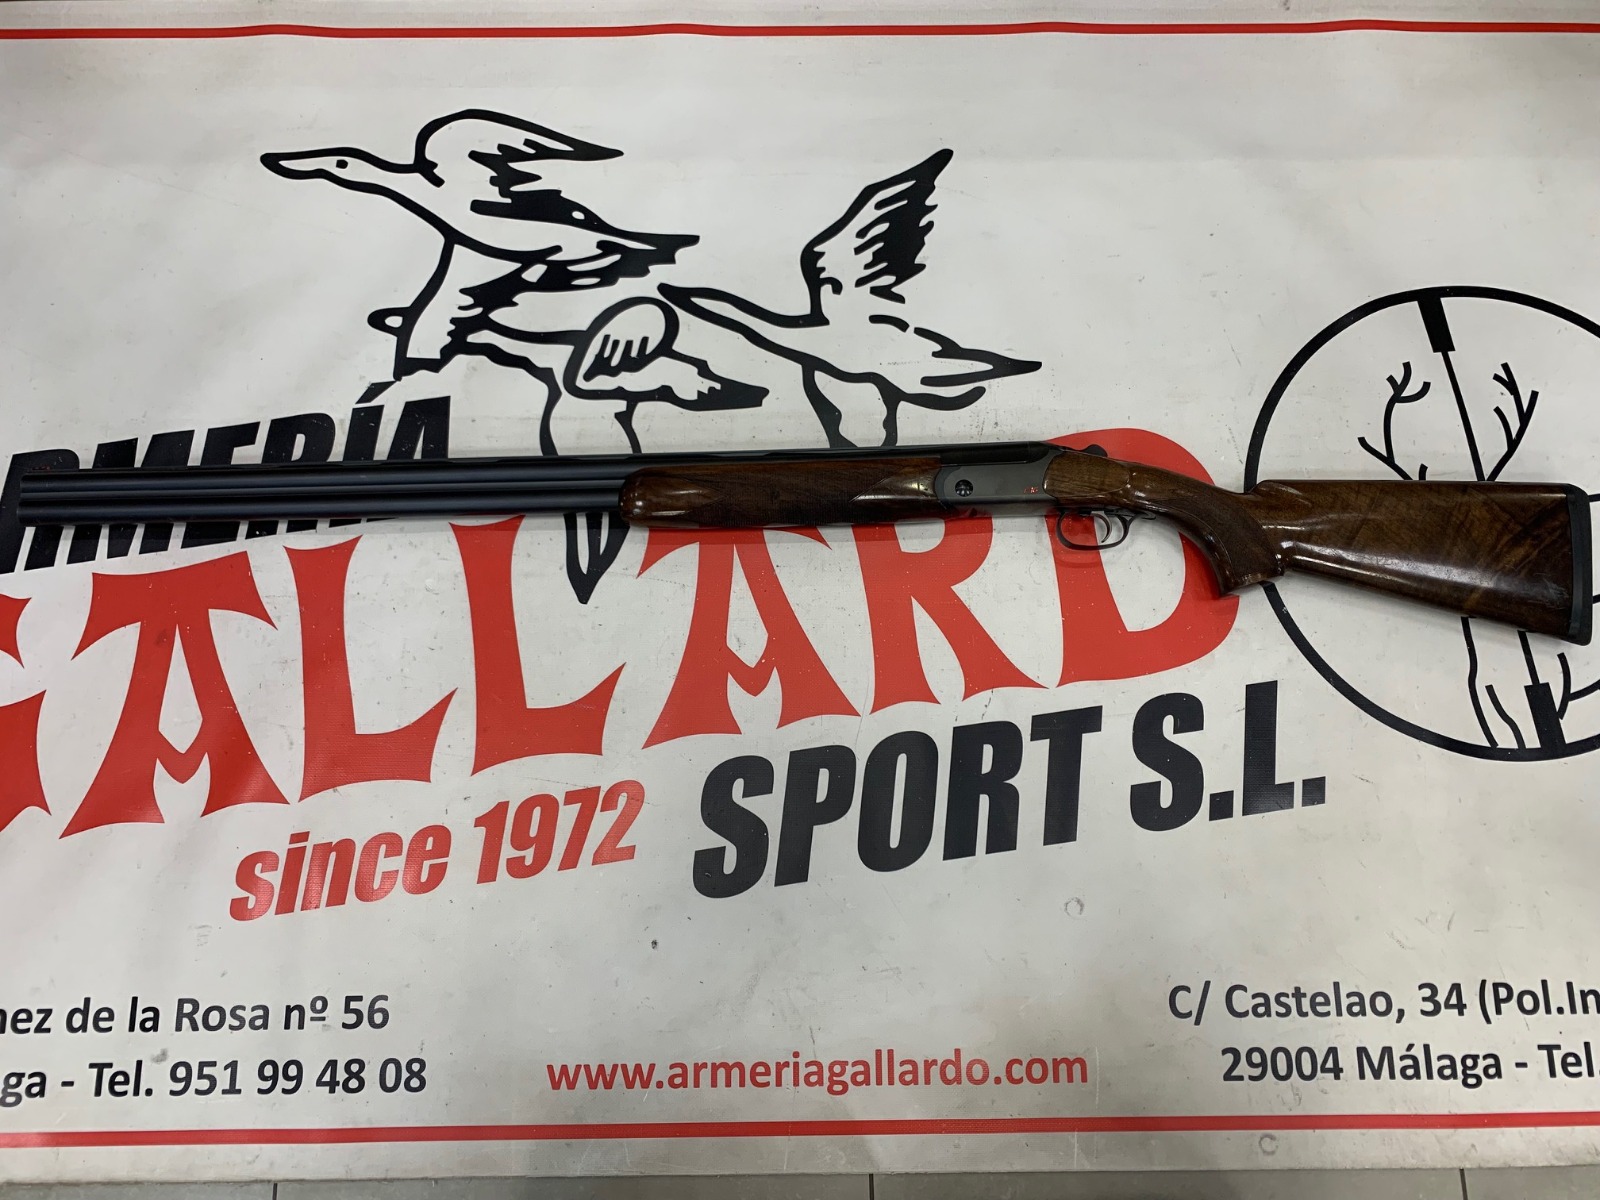 ARMERÍA
GALLARDO
since 1972 SPORT S.L.
nez de la Rosa nº 56
aga - Tel. 951 99 48 08
www.armeriagallardo.com
C/ Castelao, 34 (Pol.In
29004 Málaga - Tel.